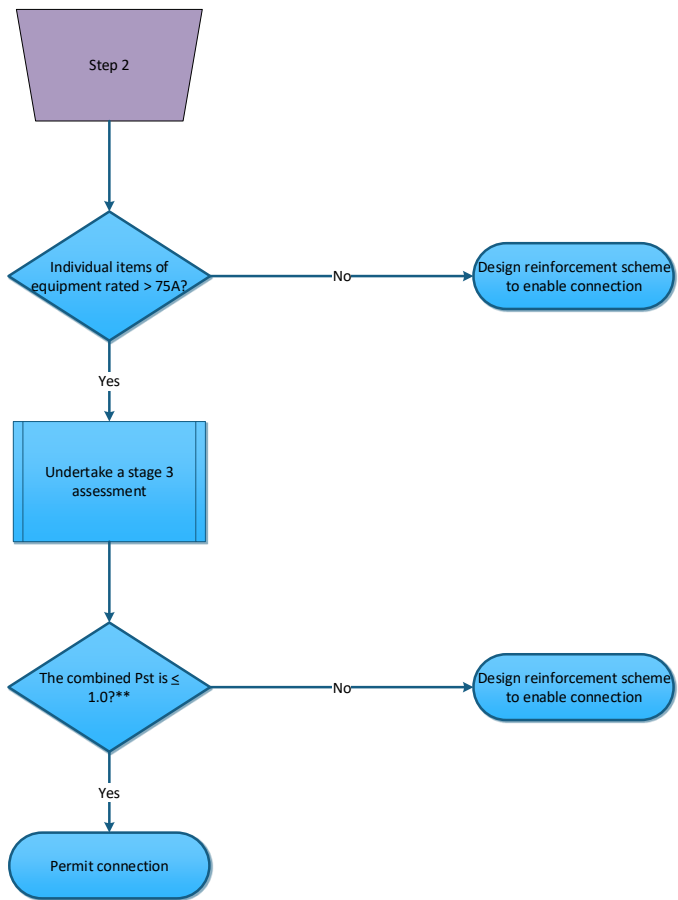 Step 2
Individual items of
equipment rated > 75A?
No
Design reinforcement scheme
to enable connection
Yes
Undertake a stage 3
assessment
The combined Pst is ≤
1.0?**
No
Design reinforcement scheme
to enable connection
Yes
Permit connection